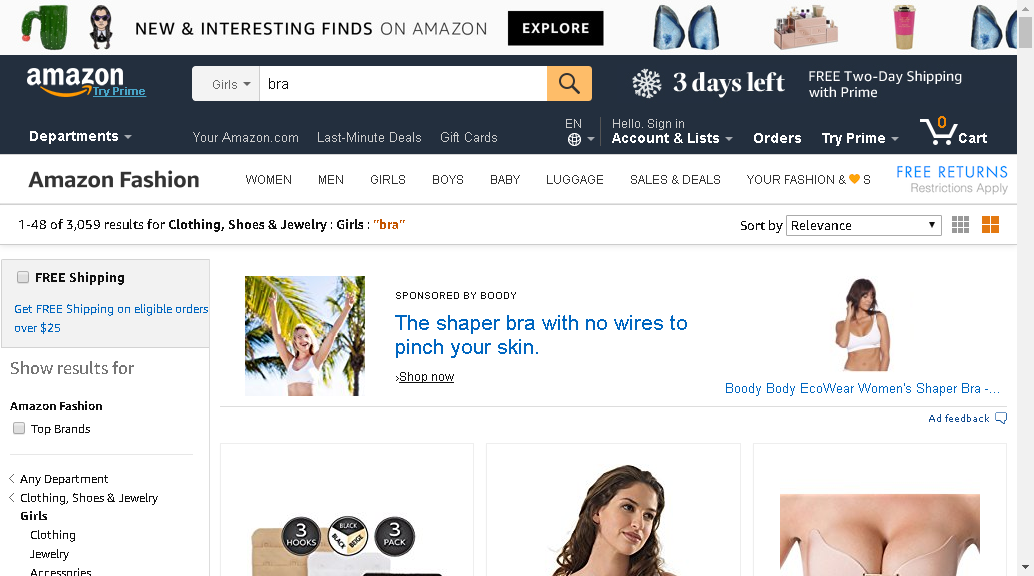 NEW & INTERESTING FINDS ON AMAZON
EXPLORE
amazon
Try Prime
Girls
bra
3 days left
FREE Two-Day Shipping
with Prime
Departments
Your Amazon.com
Last-Minute Deals
Gift Cards
EN
Hello. Sign in
Account & Lists
Orders
Try Prime
0
Cart
Amazon Fashion
WOMEN
MEN
GIRLS
BOYS
BABY
LUGGAGE
SALES & DEALS
YOUR FASHION & 🧡 S
FREE RETURNS
Restrictions Apply
1-48 of 3,059 results for Clothing, Shoes & Jewelry : Girls : "bra"
Sort by
Relevance
FREE Shipping
Get FREE Shipping on eligible orders
over $25
Show results for
Amazon Fashion
Top Brands
Any Department
Clothing, Shoes & Jewelry
Girls
Clothing
Jewelry
Accessories
SPONSORED BY BOODY
The shaper bra with no wires to
pinch your skin.
›Shop now
Boody Body EcoWear Women's Shaper Bra -...
Ad feedback
3
HOOKS
BLACK
BLACK
BEIGE
3
PACK